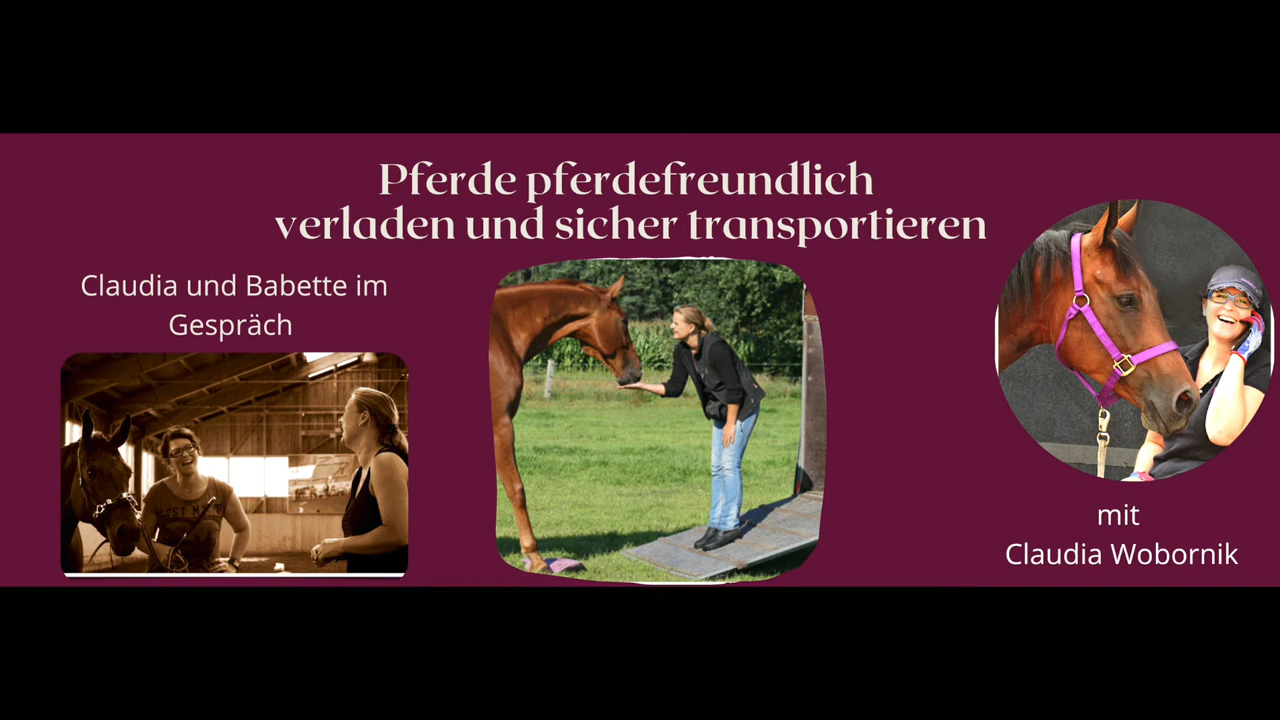 Pferde pferdefreundlich
verladen und sicher transportieren
Claudia und Babette im
Gespräch
mit
Claudia Wobornik